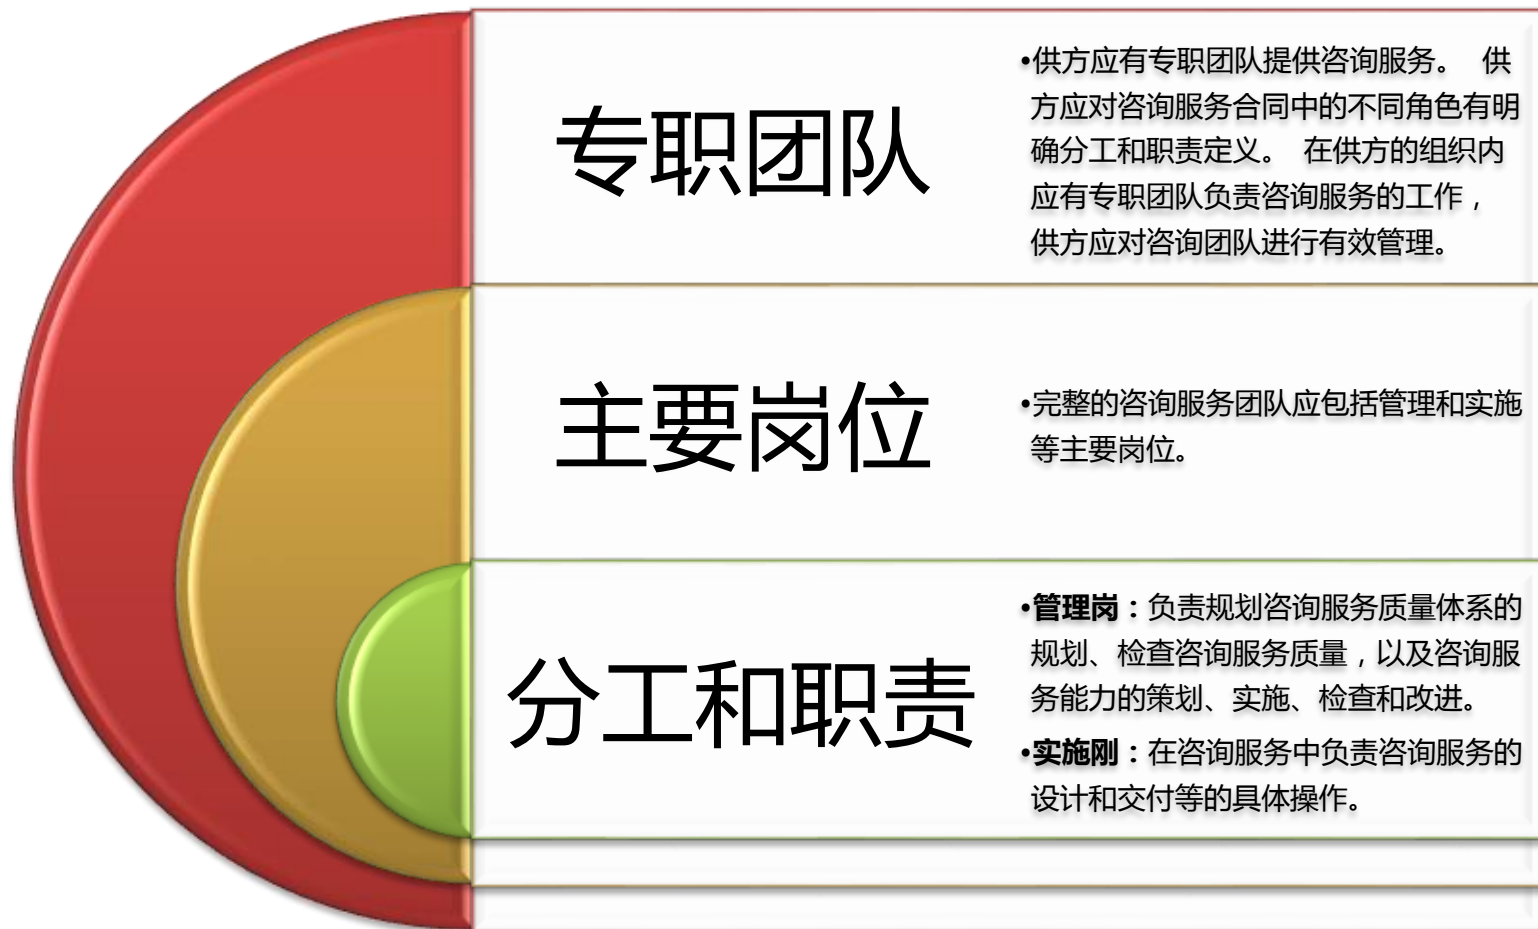 专职团队
•供方应有专职团队提供咨询服务。 供
方应对咨询服务合同中的不同角色有明
确分工和职责定义。 在供方的组织内
应有专职团队负责咨询服务的工作，
供方应对咨询团队进行有效管理。
主要岗位
•完整的咨询服务团队应包括管理和实施
等主要岗位。
分工和职责
•管理岗：负责规划咨询服务质量体系的
规划、检查咨询服务质量，以及咨询服
务能力的策划、实施、检查和改进。
•实施刚：在咨询服务中负责咨询服务的
设计和交付等的具体操作。